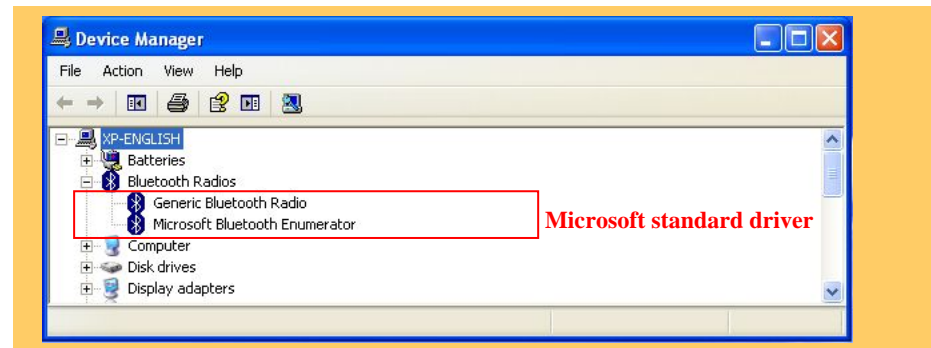 Device Manager
File Action View Help
XP-ENGLISH
Batteries
Bluetooth Radios
Generic Bluetooth Radio
Microsoft Bluetooth Enumerator
Microsoft standard driver
Computer
Disk drives
Display adapters